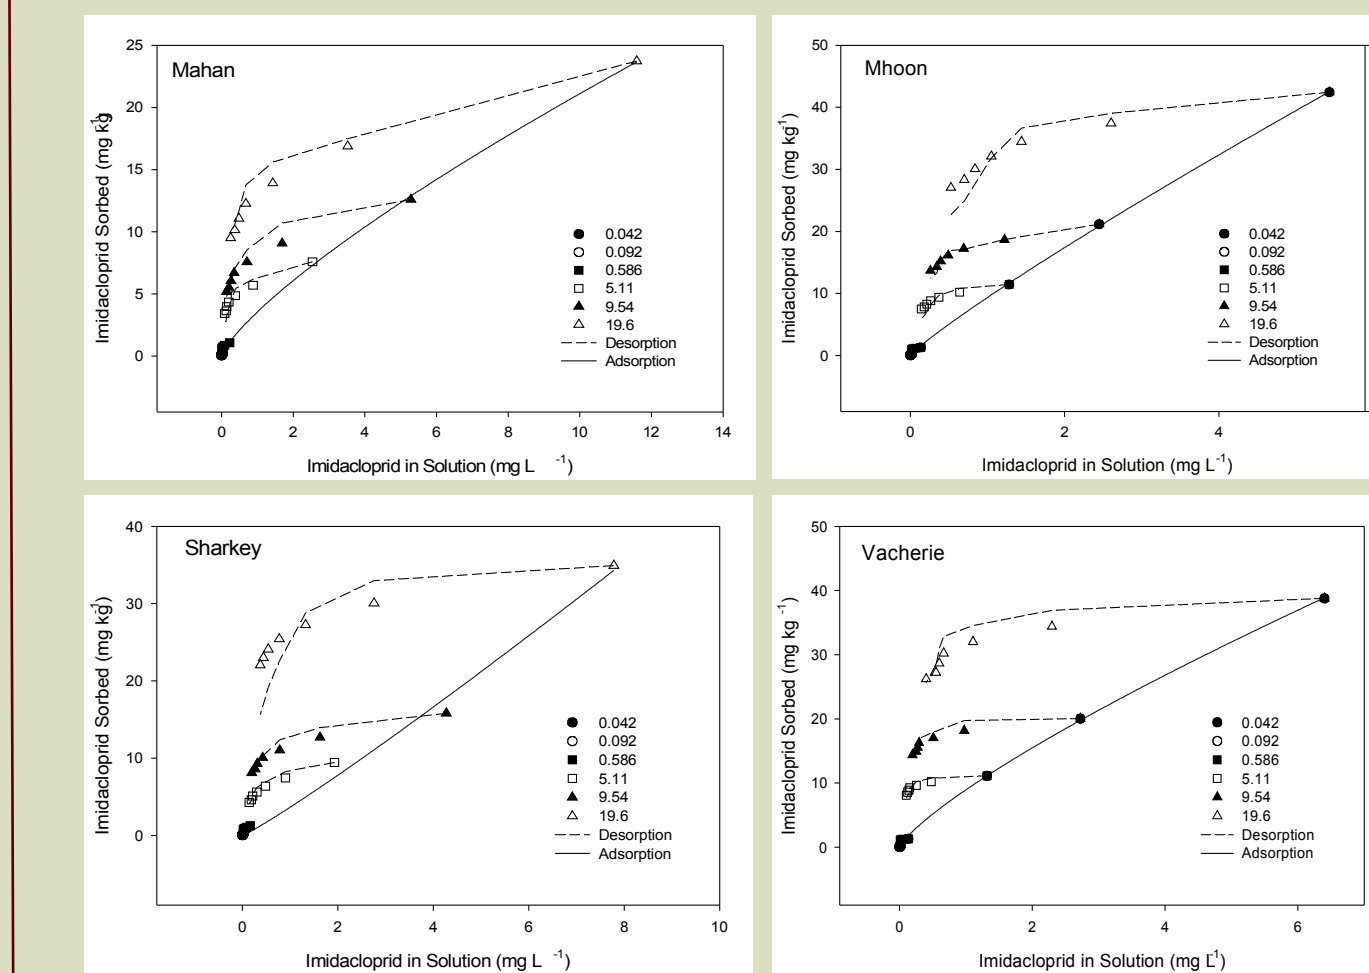 Mahan
Imidacloprid Sorbed (mg kg-1)
25
20
15
10
5
0
0 2 4 6 8 10 12 14
Imidacloprid in Solution (mg L -1)
0.042
0.092
0.586
5.11
9.54
19.6
Desorption
Adsorption
Mhoon
Imidacloprid Sorbed (mg kg-1)
50
40
30
20
10
0
0 2 4
Imidacloprid in Solution (mg L-1)
0.042
0.092
0.586
5.11
9.54
19.6
Desorption
Adsorption
Sharkey
Imidacloprid Sorbed (mg kg-1)
40
30
20
10
0
0 2 4 6 8 10
Imidacloprid in Solution (mg L -1)
0.042
0.092
0.586
5.11
9.54
19.6
Desorption
Adsorption
Vacherie
Imidacloprid Sorbed (mg kg -1)
50
40
30
20
10
0
0 2 4 6
Imidacloprid in Solution (mg L-1)
0.042
0.092
0.586
5.11
9.54
19.6
Desorption
Adsorption